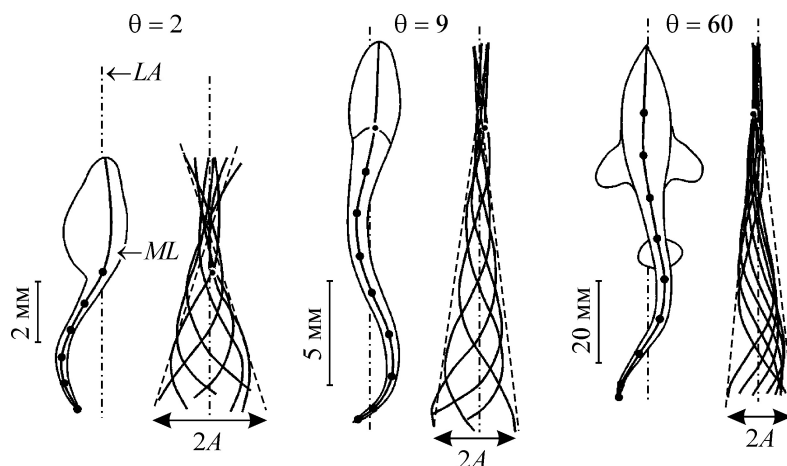 θ = 2
θ = 9
θ = 60
←LA
ML
2 мм
5 мм
20 мм
2A
2A
2A